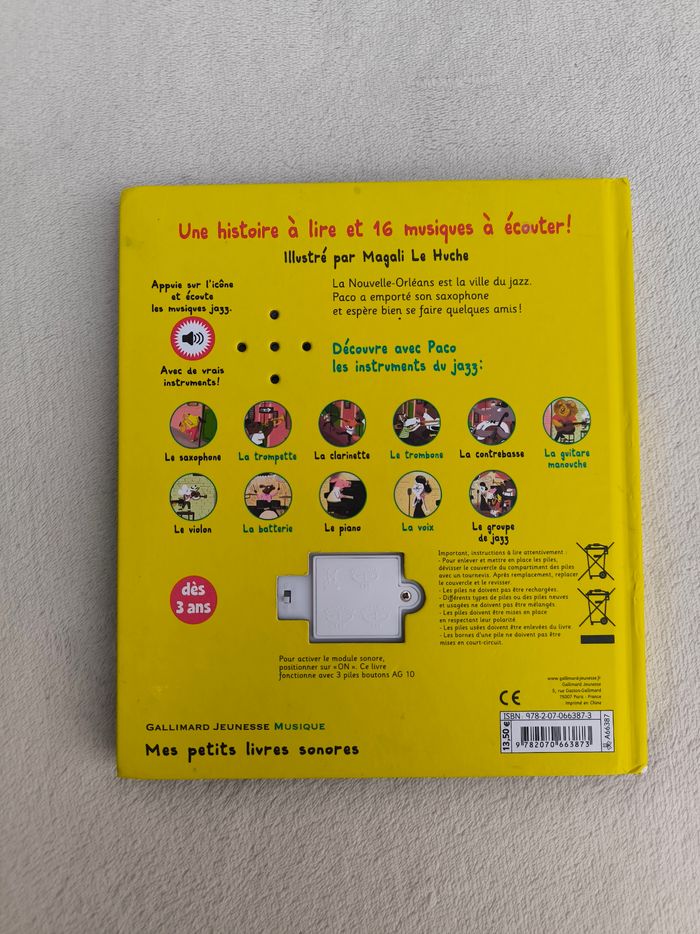 Une histoire à lire et 16 musiques à écouter!
Illustré par Magali Le Huche
Appuie sur l'icône
et écoute
les musiques jazz.
Avec de vrais
instruments!
La Nouvelle-Orléans est la ville du jazz.
Paco a emporté son saxophone
et espère bien se faire quelques amis!
Découvre avec Paco
les instruments du jazz:
Le saxophone
La trompette
La clarinette
Le trombone
La contrebasse
La guitare
manouche
Le violon
La batterie
Le piano
La voix
Le groupe
de jazz
dès
3 ans
Important, instructions à lire attentivement :
- Pour enlever et mettre en place les piles,
dévisser le couvercle du compartiment des piles
avec un tournevis. Après remplacement, replacer
le couvercle et le revisser.
- Les piles ne doivent pas être rechargées.
- Différents types de piles ou des piles neuves
et usagées ne doivent pas être mélangés.
- Les piles doivent être mises en place
en respectant leur polarité.
- Les piles usées doivent être enlevées du livre.
- Les bornes d'une pile ne doivent pas être
mises en court-circuit.
Pour activer le module sonore,
positionner sur «ON». Ce livre
fonctionne avec 3 piles boutons AG 10
www.gallimard-jeunesse.fr
Gallimard Jeunesse
5, rue Gaston-Gallimard
75007 Paris - France
Imprimé en Chine
CE
GALLIMARD JEUNESSE MUSIQUE
Mes petits livres sonores
ISBN 978-2-07-066387-3
13,50 €
9 782070 663873
A66387